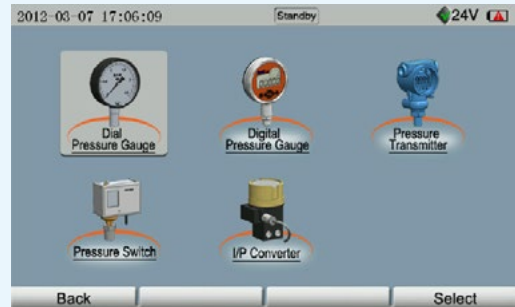 2012-03-07 17:06:09 Standby 24V
Dial
Pressure Gauge
Digital
Pressure Gauge
Pressure
Transmitter
Pressure Switch
I/P Converter
Back Select